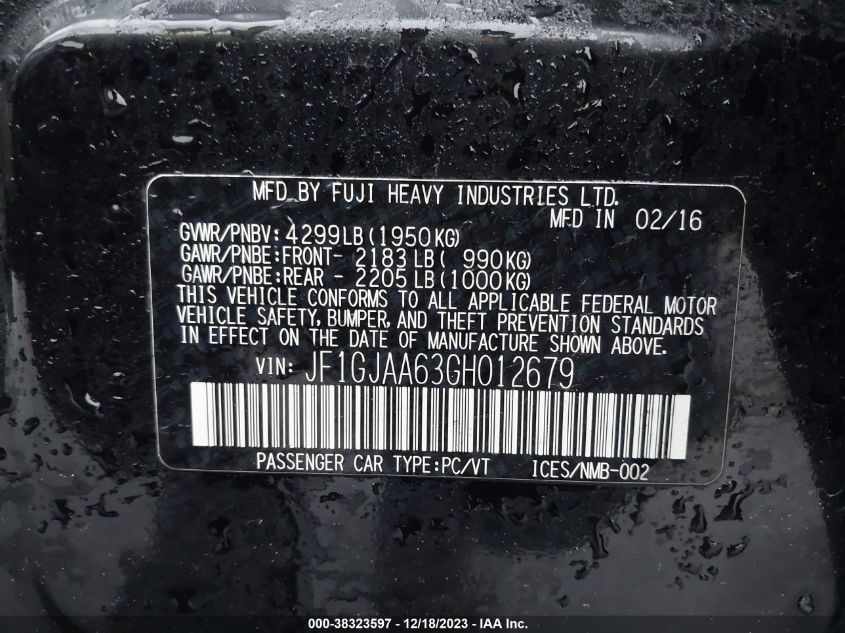 MFD BY FUJI HEAVY INDUSTRIES LTD.
MFD IN 02/16
GVWR/PNBV: 4299LB (1950KG)
GAWR/PNBE:FRONT- 2183LB ( 990KG)
GAWR/PNBE:REAR - 2205LB (1000KG)
THIS VEHICLE CONFORMS TO ALL APPLICABLE FEDERAL MOTOR
VEHICLE SAFETY, BUMPER, AND THEFT PREVENTION STANDARDS
IN EFFECT ON THE DATE OF MANUFACTURE SHOWN ABOVE.
VIN: JF1GJAA63GH012679
PASSENGER CAR TYPE:PC/VT ICES/NMB-002
000-38323597 - 12/18/2023 - IAAI.COM